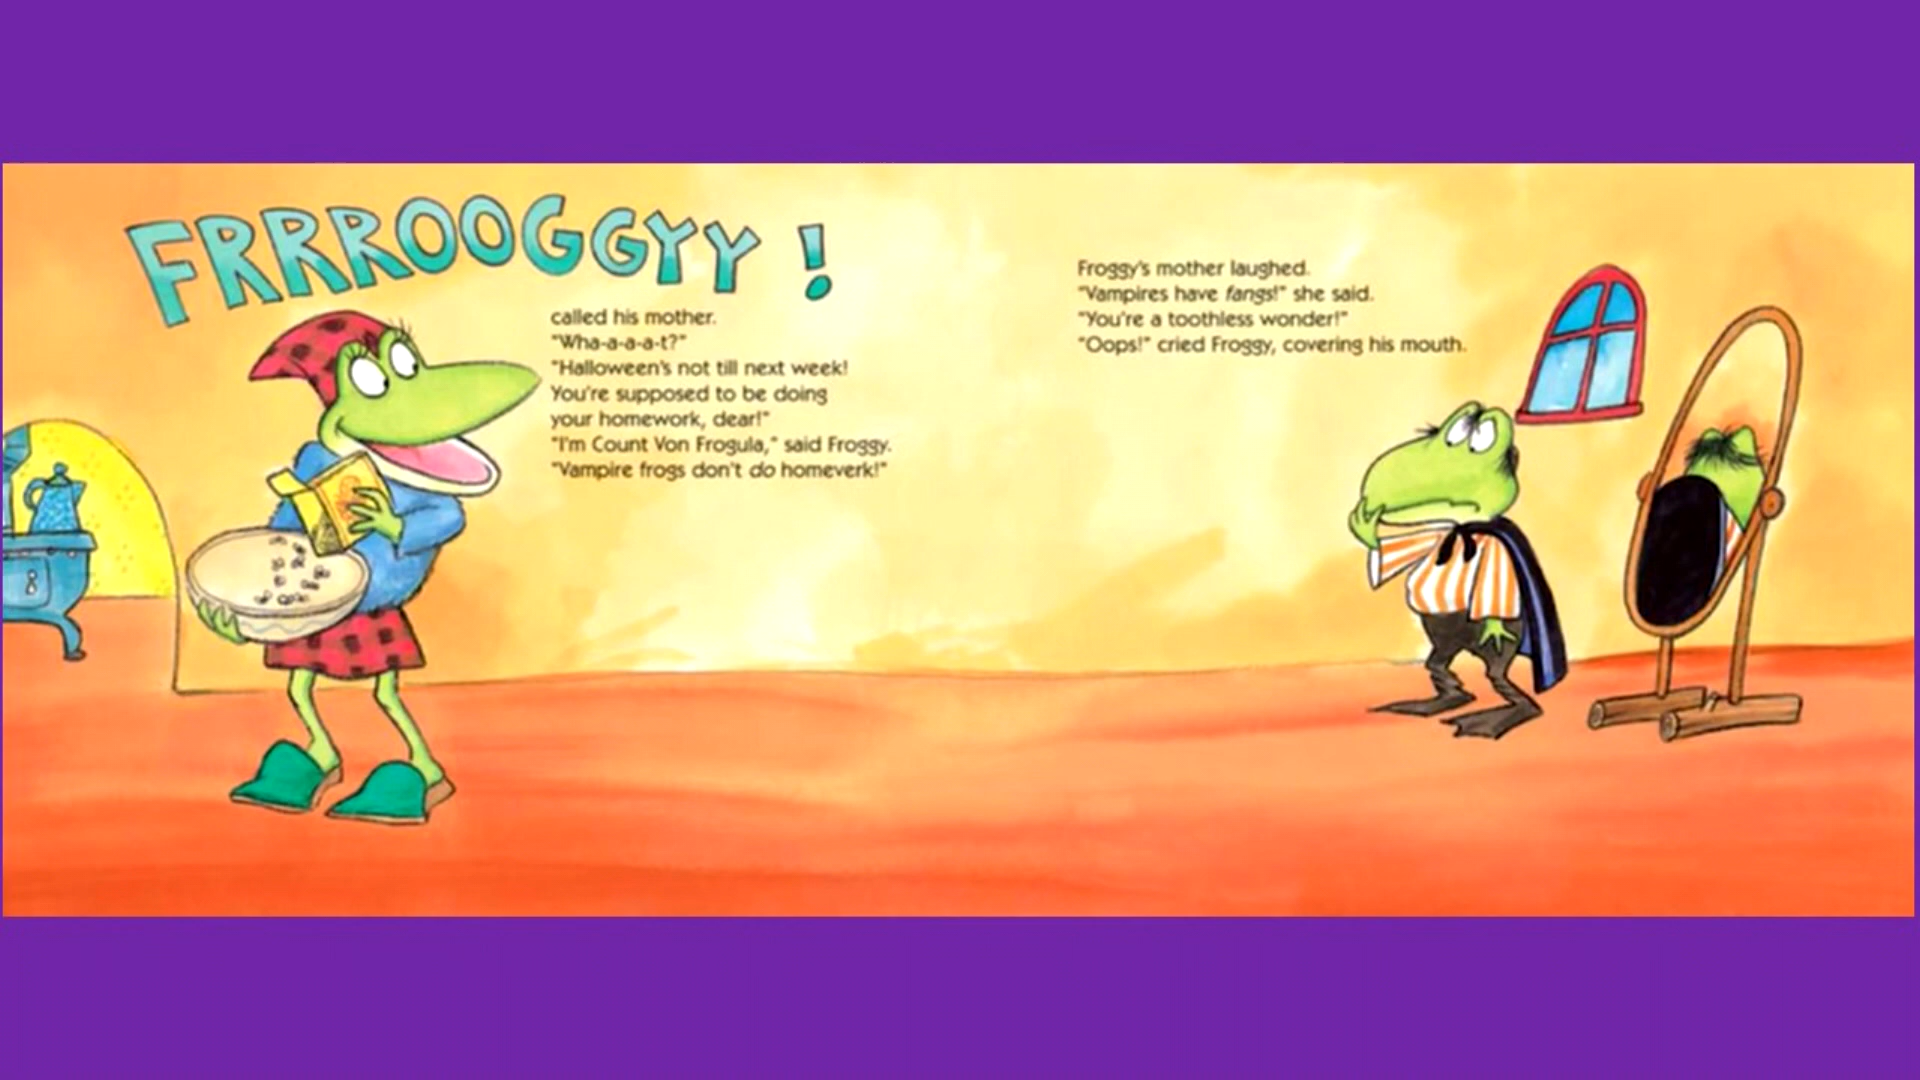 FRRROOGGYY!
called his mother.
"Wha-a-a-a-t?"
"Halloween's not till next week!
You're supposed to be doing
your homework, dear!"
"I'm Count Von Frogula," said Froggy.
"Vampire frogs don't do homeverk!"
Froggy's mother laughed.
"Vampires have fangs!" she said.
"You're a toothless wonder!"
"Oops!" cried Froggy, covering his mouth.